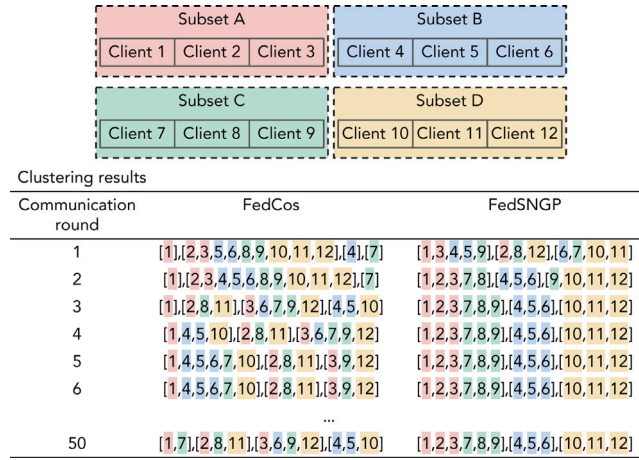 Subset A
Subset B
Client 1 Client 2 Client 3
Client 4 Client 5 Client 6
Subset C
Subset D
Client 7 Client 8 Client 9
Client 10 Client 11 Client 12
Clustering results
Communication round FedCos FedSNGP
1 [1],[2,3,5,6,8,9,10,11,12],[4],[7] [1,3,4,5,9],[2,8,12],[6,7,10,11]
2 [1],[2,3,4,5,6,8,9,10,11,12],[7] [1,2,3,7,8],[4,5,6],[9,10,11,12]
3 [1],[2,8,11],[3,6,7,9,12],[4,5,10] [1,2,3,7,8,9],[4,5,6],[10,11,12]
4 [1,4,5,10],[2,8,11],[3,6,7,9,12] [1,2,3,7,8,9],[4,5,6],[10,11,12]
5 [1,4,5,6,7,10],[2,8,11],[3,9,12] [1,2,3,7,8,9],[4,5,6],[10,11,12]
6 [1,4,5,6,7,10],[2,8,11],[3,9,12] [1,2,3,7,8,9],[4,5,6],[10,11,12]
...
50 [1,7],[2,8,11],[3,6,9,12],[4,5,10] [1,2,3,7,8,9],[4,5,6],[10,11,12]